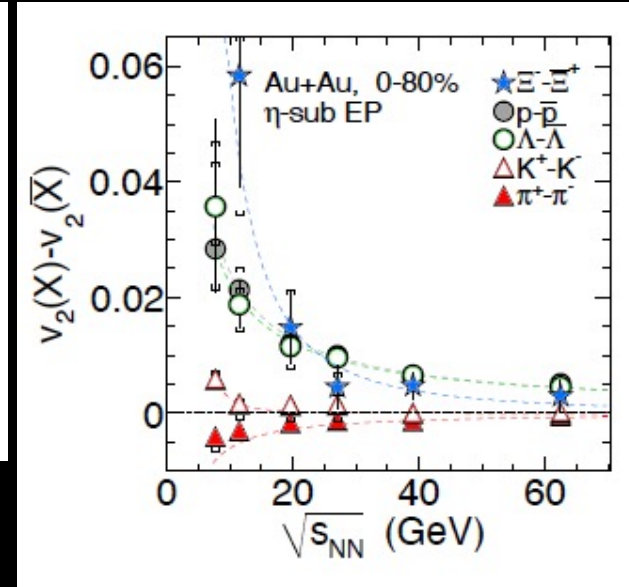 0.06
0.04
0.02
0
v₂(X)-v₂(X̅)
Au+Au, 0-80%
η-sub EP
Ξ⁻-Ξ̅⁺
p-p̅
Λ-Λ̅
K⁺-K⁻
π⁺-π⁻
0 20 40 60
√s_NN (GeV)